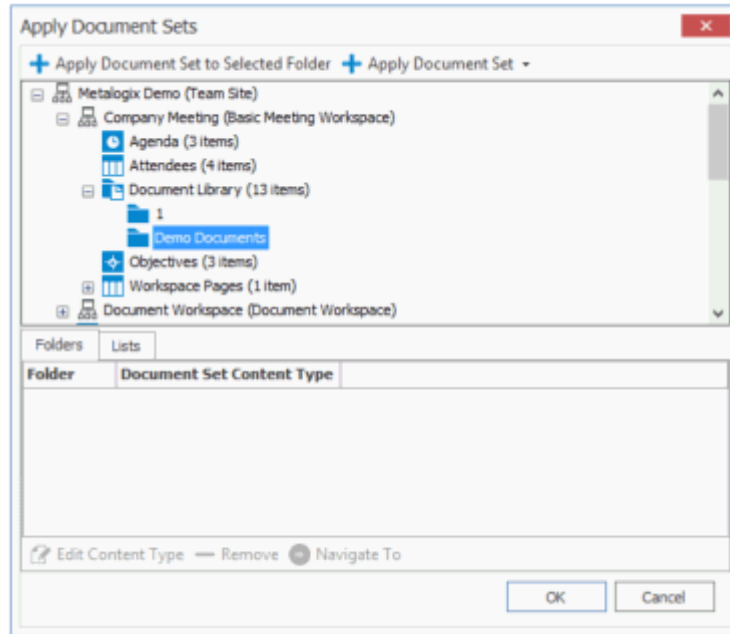 Apply Document Sets
Apply Document Set to Selected Folder Apply Document Set
Metalogix Demo (Team Site)
Company Meeting (Basic Meeting Workspace)
Agenda (3 items)
Attendees (4 items)
Document Library (13 items)
1
Demo Documents
Objectives (3 items)
Workspace Pages (1 item)
Document Workspace (Document Workspace)
Folders Lists
Folder Document Set Content Type
Edit Content Type Remove Navigate To
OK Cancel